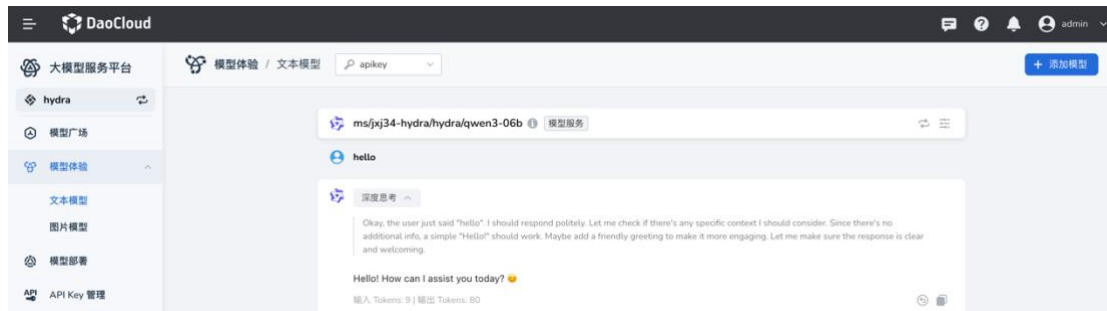 DaoCloud
admin
大模型服务平台
模型体验 / 文本模型
apikey
+ 添加模型
hydra
模型广场
模型体验
文本模型
图片模型
模型部署
API Key 管理
ms/jxj34-hydra/hydra/qwen3-06b 模型服务
hello
深度思考
Okay, the user just said "hello". I should respond politely. Let me check if there's any specific context I should consider. Since there's no
additional info, a simple "Hello!" should work. Maybe add a friendly greeting to make it more engaging. Let me make sure the response is clear
and welcoming.
Hello! How can I assist you today? 😊
输入 Tokens: 9 | 输出 Tokens: 80